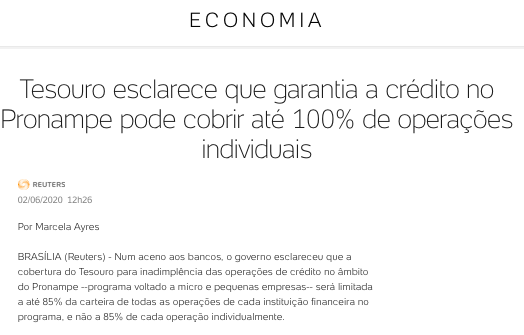 ECONOMIA
Tesouro esclarece que garantia a crédito no
Pronampe pode cobrir até 100% de operações
individuais
REUTERS
02/06/2020 12h26
Por Marcela Ayres
BRASÍLIA (Reuters) - Num aceno aos bancos, o governo esclareceu que a
cobertura do Tesouro para inadimplência das operações de crédito no âmbito
do Pronampe --programa voltado a micro e pequenas empresas-- será limitada
a até 85% da carteira de todas as operações de cada instituição financeira no
programa, e não a 85% de cada operação individualmente.